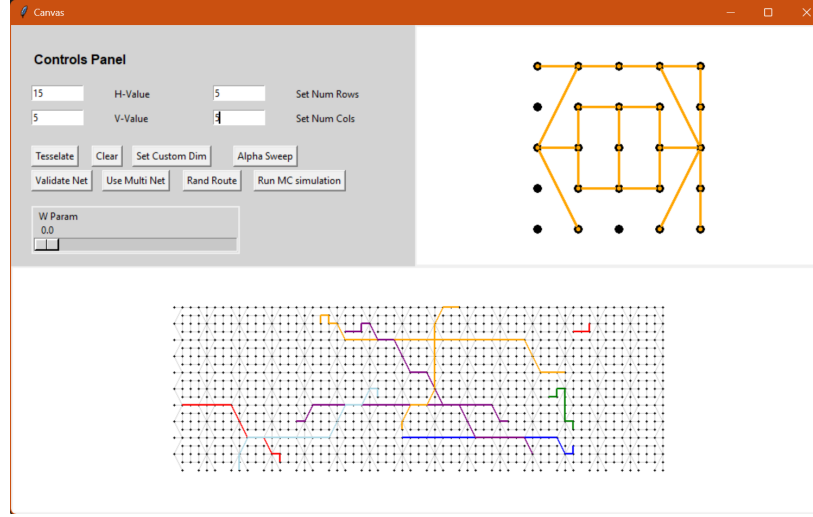 Canvas
Controls Panel
15 H-Value 5 Set Num Rows
5 V-Value 5 Set Num Cols
Tesselate Clear Set Custom Dim Alpha Sweep
Validate Net Use Multi Net Rand Route Run MC simulation
W Param
0.0